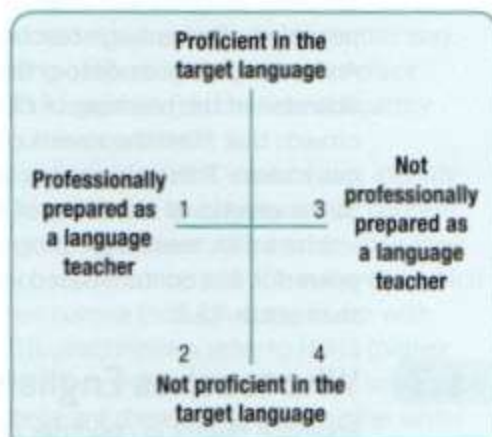 Proficient in the
target language
Professionally
prepared as
a language
teacher
1
3
Not
professionally
prepared as
a language
teacher
2
4
Not proficient in the
target language